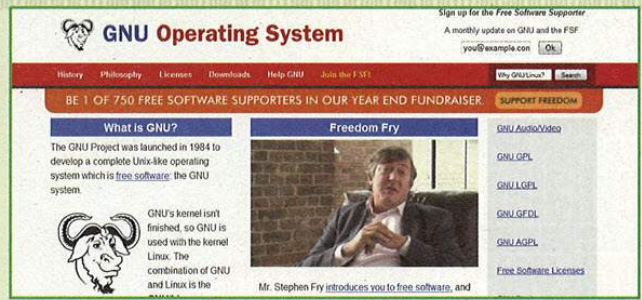 Sign up for the Free Software Supporter
GNU Operating System
A monthly update on GNU and the FSF
you@example.com Ok
History Philosophy Licenses Downloads Help GNU Join the FSF!
Why GNU/Linux? Search
BE 1 OF 750 FREE SOFTWARE SUPPORTERS IN OUR YEAR END FUNDRAISER. SUPPORT FREEDOM
What is GNU?
The GNU Project was launched in 1984 to
develop a complete Unix-like operating
system which is free software: the GNU
system.
GNU's kernel isn't
finished, so GNU is
used with the kernel
Linux. The
combination of GNU
and Linux is the
Freedom Fry
Mr. Stephen Fry introduces you to free software, and
GNU Audio/Video
GNU GPL
GNU LGPL
GNU GFDL
GNU AGPL
Free Software Licenses